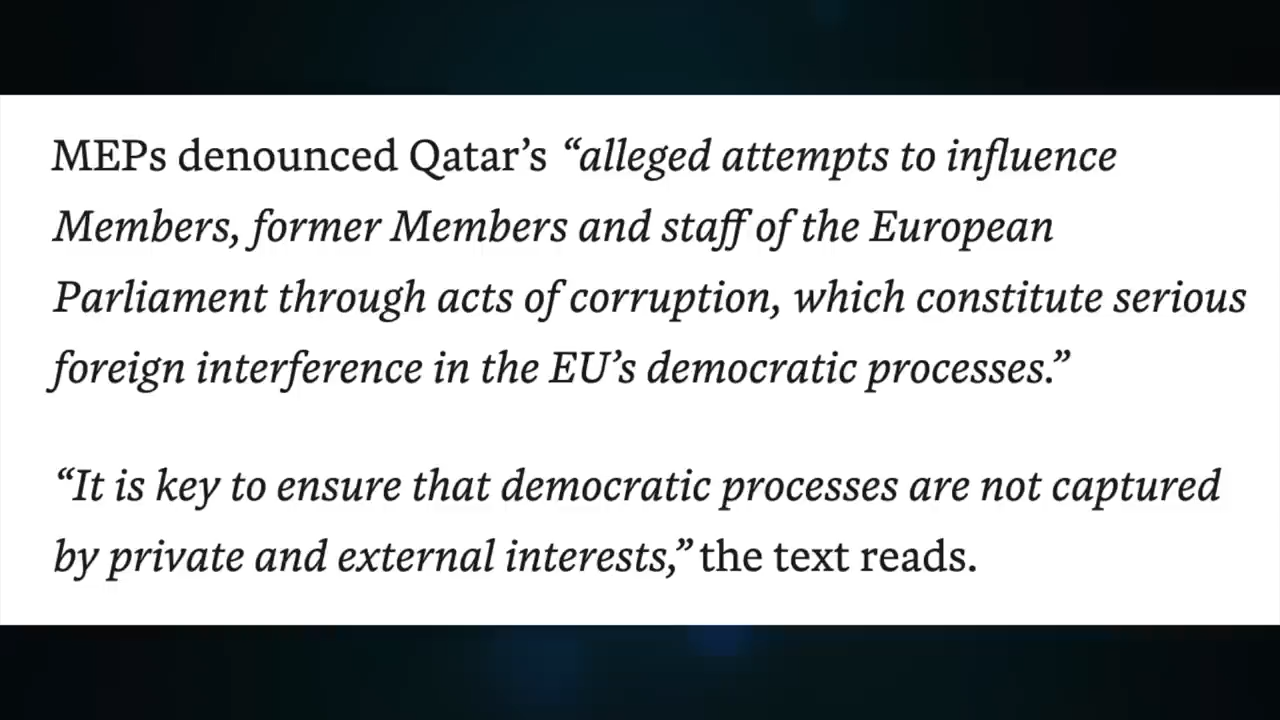 MEPs denounced Qatar’s “alleged attempts to influence
Members, former Members and staff of the European
Parliament through acts of corruption, which constitute serious
foreign interference in the EU’s democratic processes.”
“It is key to ensure that democratic processes are not captured
by private and external interests,” the text reads.